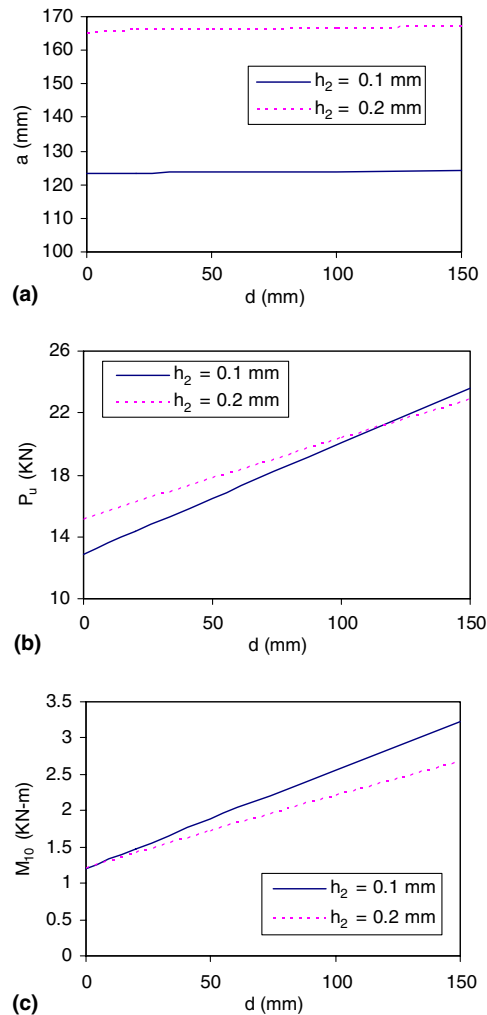 170
160
150
140
130
120
110
100
a (mm)
h2 = 0.1 mm
h2 = 0.2 mm
0 50 100 150
d (mm)
(a)
26
22
18
14
10
Pu (KN)
h2 = 0.1 mm
h2 = 0.2 mm
0 50 100 150
d (mm)
(b)
3.5
3
2.5
2
1.5
1
0.5
0
M10 (KN-m)
h2 = 0.1 mm
h2 = 0.2 mm
0 50 100 150
d (mm)
(c)